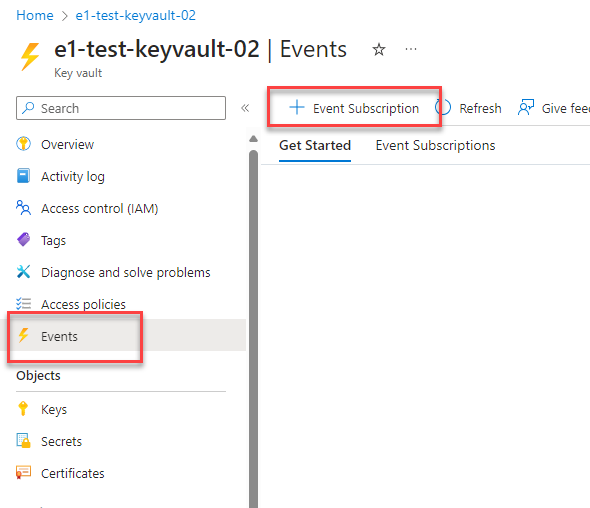 Home > e1-test-keyvault-02
e1-test-keyvault-02 | Events ☆ ...
Key vault
Search «
+ Event Subscription Refresh Give feed
Get Started Event Subscriptions
Overview
Activity log
Access control (IAM)
Tags
Diagnose and solve problems
Access policies
Events
Objects
Keys
Secrets
Certificates